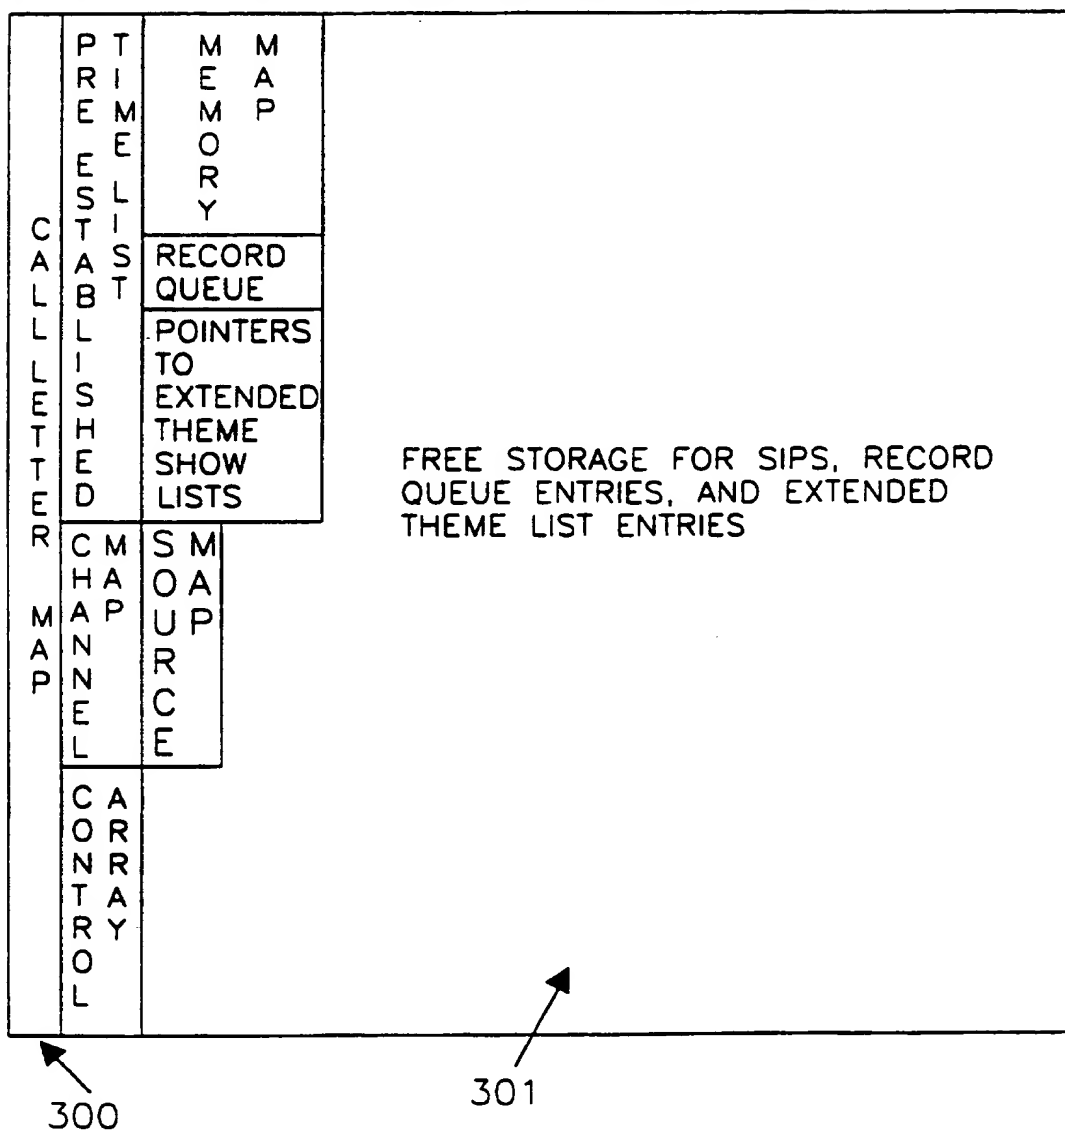 CALL LETTER MAP
PRE ESTABLISHED
TIME LIST
MEMORY
MAP
RECORD
QUEUE
POINTERS
TO
EXTENDED
THEME
SHOW
LISTS
CHANNEL
MAP
SOURCE
MAP
CONTROL
ARRAY
FREE STORAGE FOR SIPS, RECORD
QUEUE ENTRIES, AND EXTENDED
THEME LIST ENTRIES
300
301